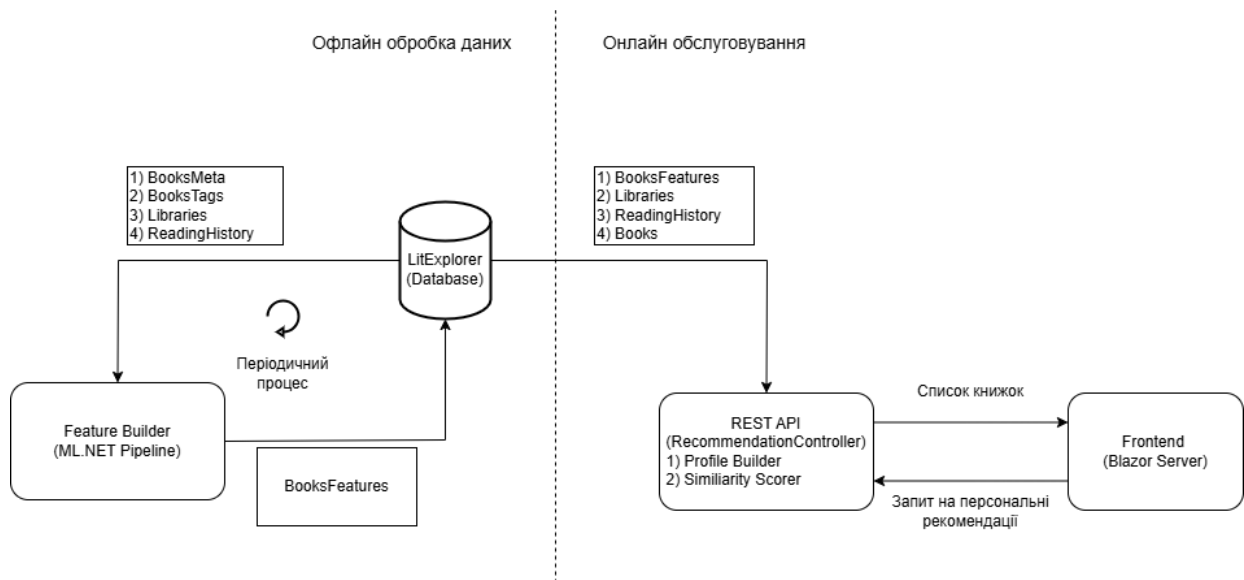 Офлайн обробка даних
Онлайн обслуговування
1) BooksMeta
2) BooksTags
3) Libraries
4) ReadingHistory
1) BooksFeatures
2) Libraries
3) ReadingHistory
4) Books
LitExplorer
(Database)
Періодичний
процес
Feature Builder
(ML.NET Pipeline)
BooksFeatures
REST API
(RecommendationController)
1) Profile Builder
2) Similiarity Scorer
Список книжок
Frontend
(Blazor Server)
Запит на персональні
рекомендації